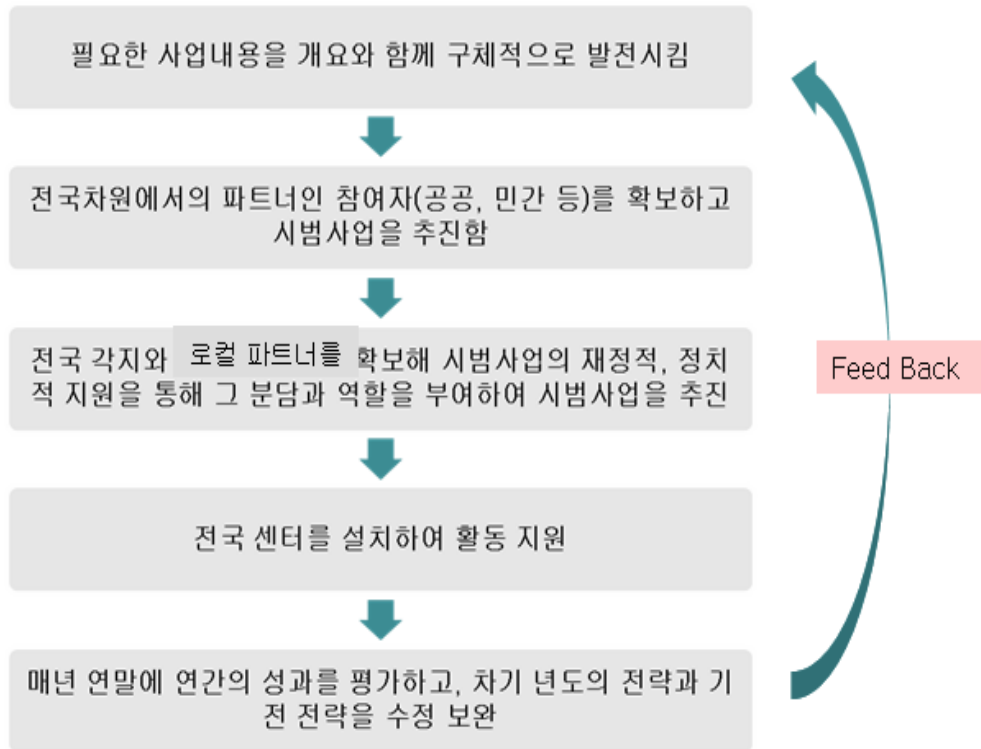 필요한 사업내용을 개요와 함께 구체적으로 발전시킴
전국차원에서의 파트너인 참여자(공공, 민간 등)를 확보하고
시범사업을 추진함
전국 각지와 로컬 파트너를 확보해 시범사업의 재정적, 정치
적 지원을 통해 그 분담과 역할을 부여하여 시범사업을 추진
Feed Back
전국 센터를 설치하여 활동 지원
매년 연말에 연간의 성과를 평가하고, 차기 년도의 전략과 기
전 전략을 수정 보완